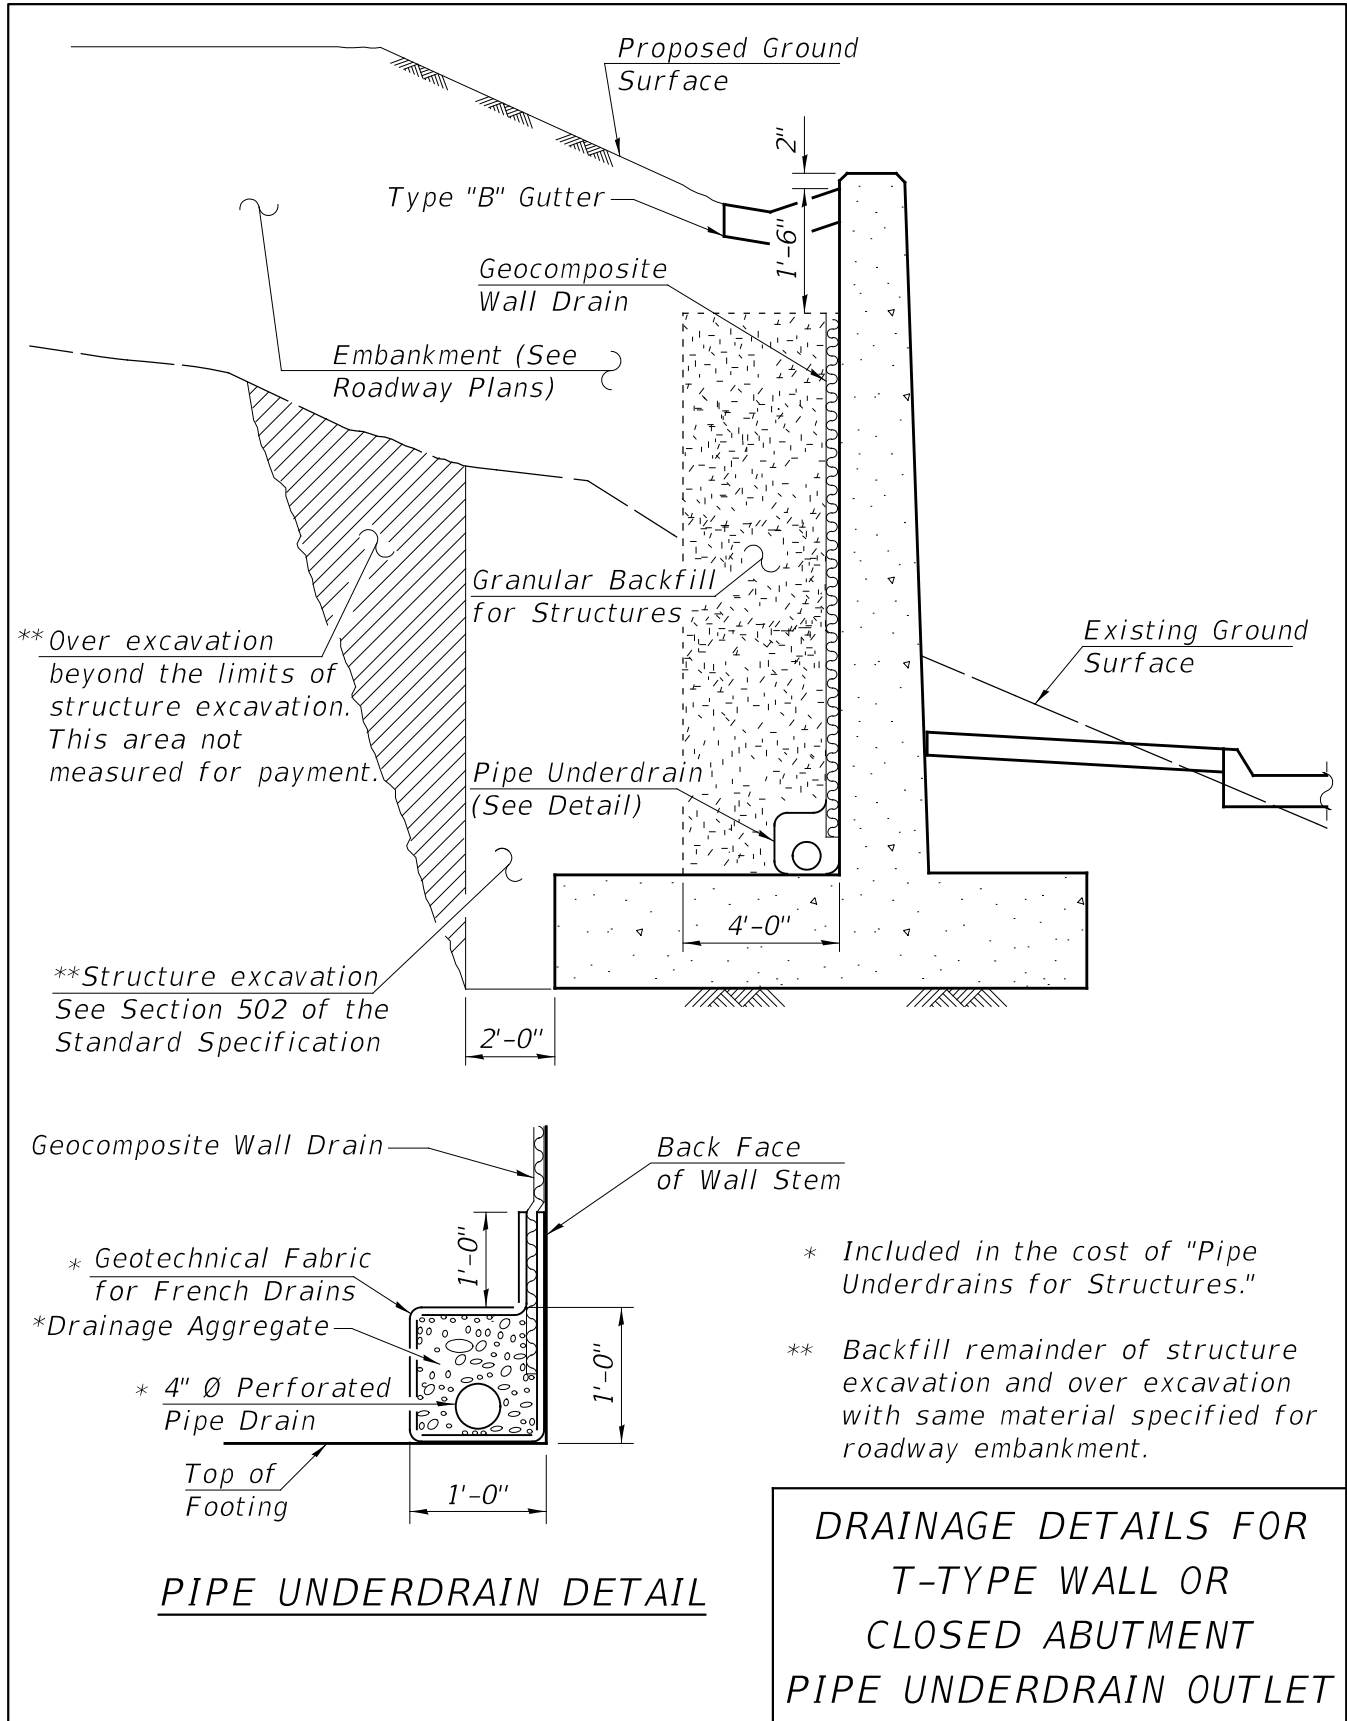 Proposed Ground
Surface
2"
Type "B" Gutter
1'-6"
Geocomposite
Wall Drain
Embankment (See
Roadway Plans)
Granular Backfill
for Structures
** Over excavation
beyond the limits of
structure excavation.
This area not
measured for payment.
Existing Ground
Surface
Pipe Underdrain
(See Detail)
4'-0"
**Structure excavation
See Section 502 of the
Standard Specification
2'-0"
Geocomposite Wall Drain
Back Face
of Wall Stem
1'-0"
* Geotechnical Fabric
for French Drains
*Drainage Aggregate
* 4" Ø Perforated
Pipe Drain
1'-0"
Top of
Footing
1'-0"
* Included in the cost of "Pipe
Underdrains for Structures."
** Backfill remainder of structure
excavation and over excavation
with same material specified for
roadway embankment.
PIPE UNDERDRAIN DETAIL
DRAINAGE DETAILS FOR
T-TYPE WALL OR
CLOSED ABUTMENT
PIPE UNDERDRAIN OUTLET